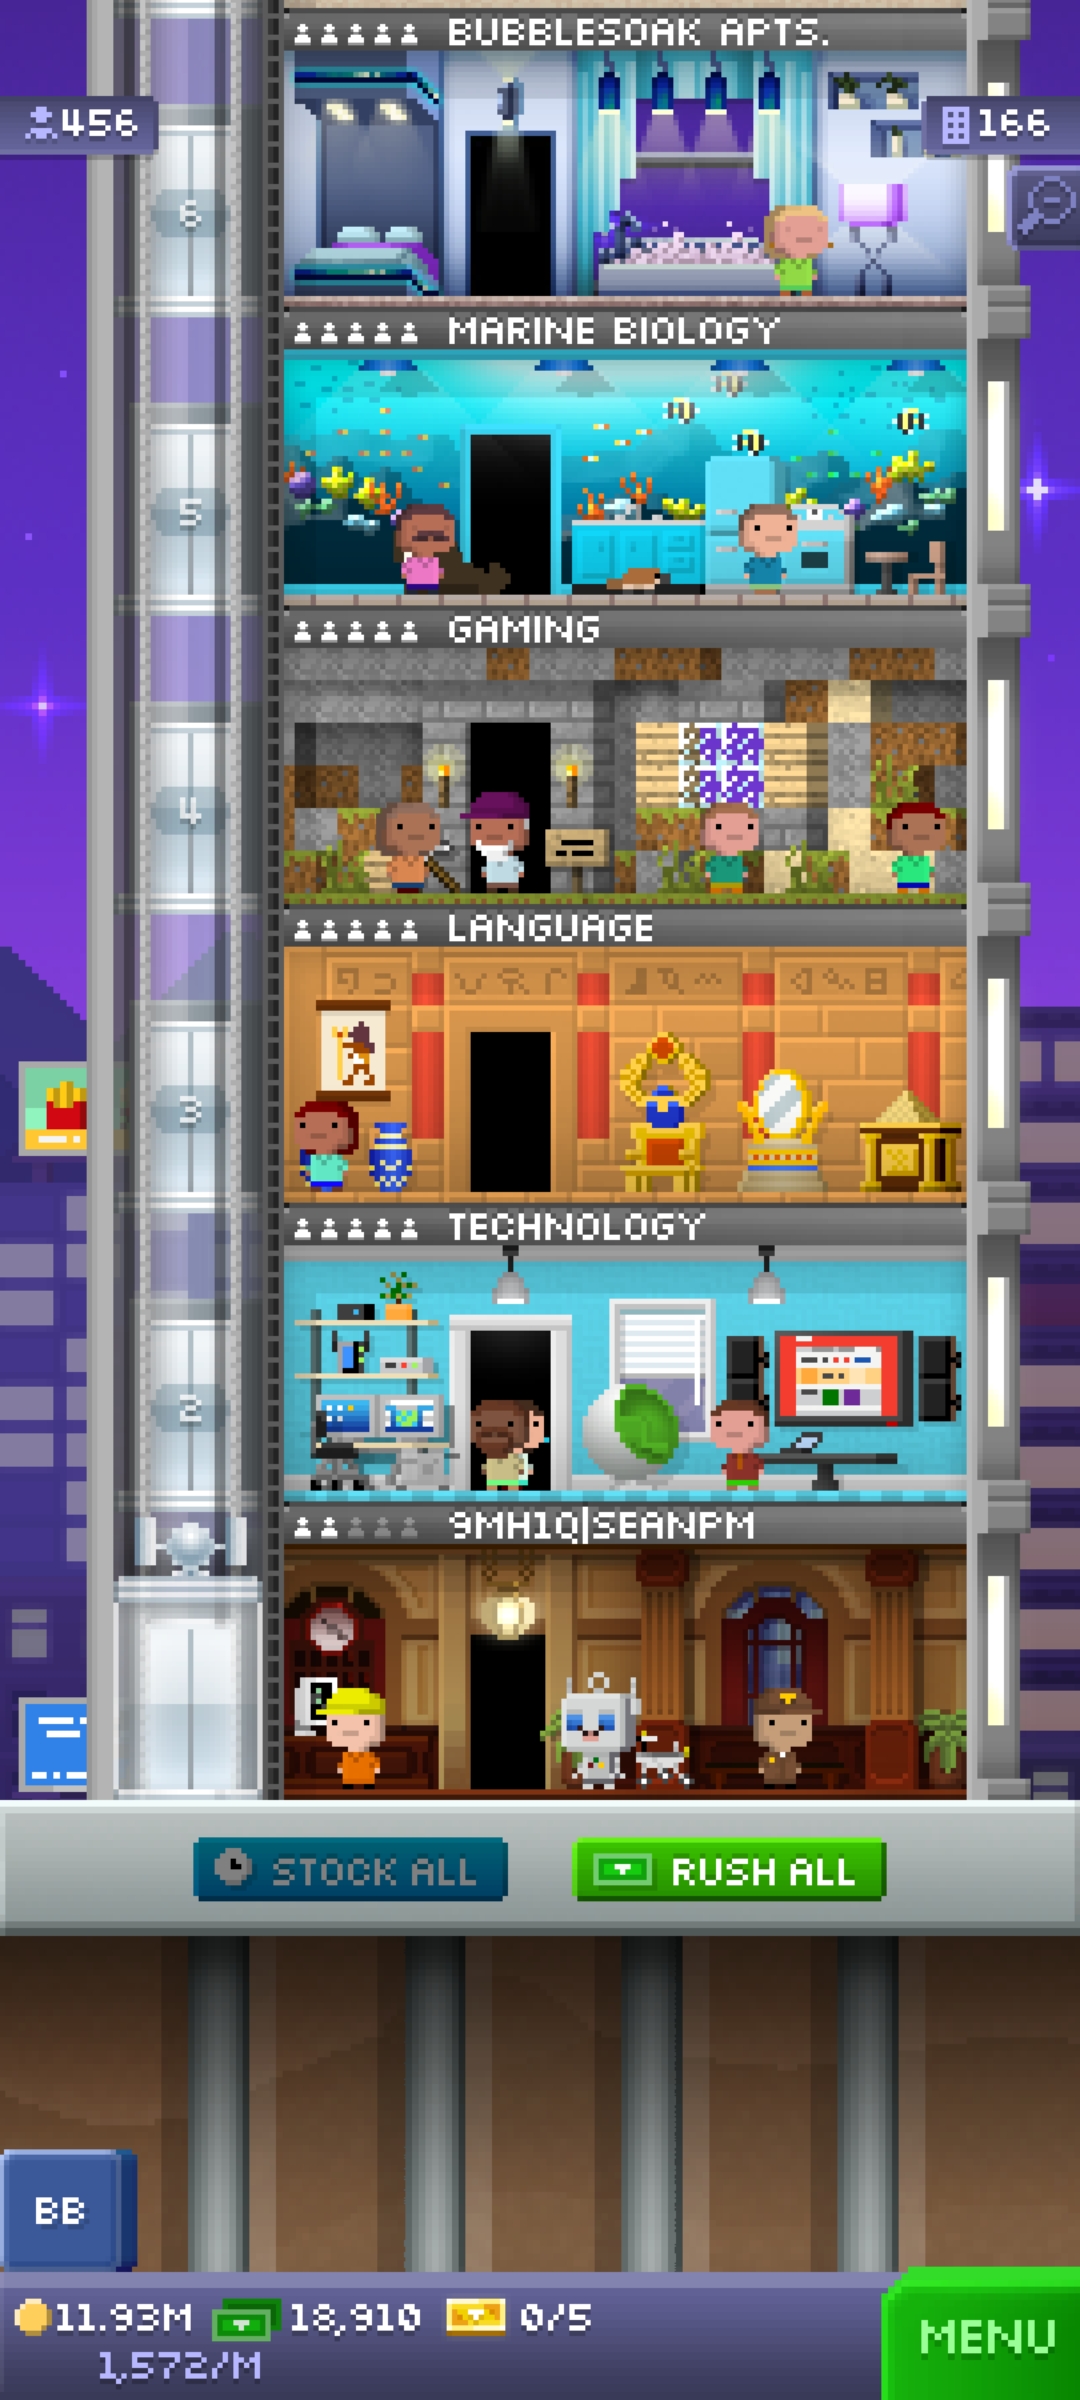 BUBBLESOAK APTS.
456
166
6
MARINE BIOLOGY
5
GAMING
4
LANGUAGE
3
TECHNOLOGY
2
9MH1Q|SEANPM
STOCK ALL
RUSH ALL
BB
11.93M
18,910
0/5
1,572/M
MENU